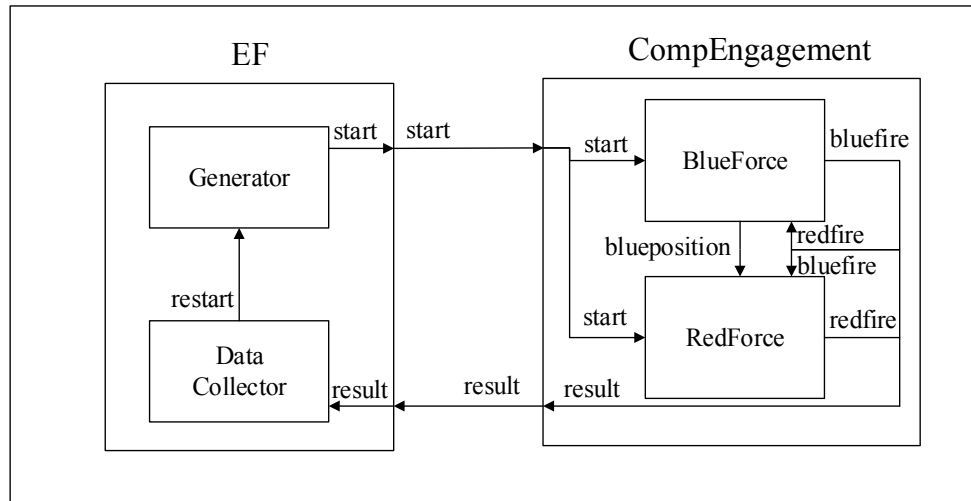 EF
CompEngagement
start
start
Generator
restart
Data
Collector
result
result
result
start
BlueForce
bluefire
blueposition
redfire
bluefire
start
RedForce
redfire